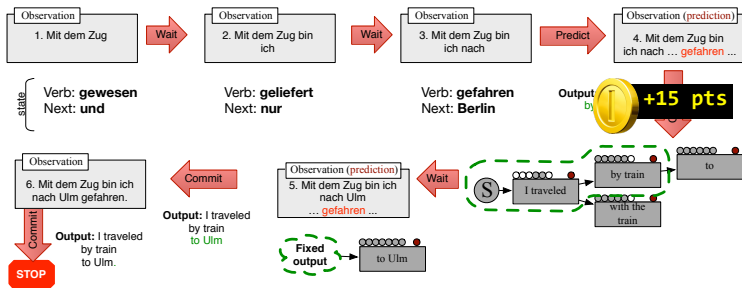 Observation
1. Mit dem Zug
Wait
Observation
2. Mit dem Zug bin
ich
Wait
Observation
3. Mit dem Zug bin
ich nach
Predict
Observation (prediction)
4. Mit dem Zug bin
ich nach ... gefahren ...
state
Verb: gewesen
Next: und
Verb: geliefert
Next: nur
Verb: gefahren
Next: Berlin
Output:
by
+15 pts
S
I traveled
by train
with the
train
to
Wait
Observation (prediction)
5. Mit dem Zug bin ich
nach Ulm
... gefahren ...
Fixed
output
to Ulm
Commit
Output: I traveled
by train
to Ulm
Observation
6. Mit dem Zug bin ich
nach Ulm gefahren.
Commit
Output: I traveled
by train
to Ulm.
STOP